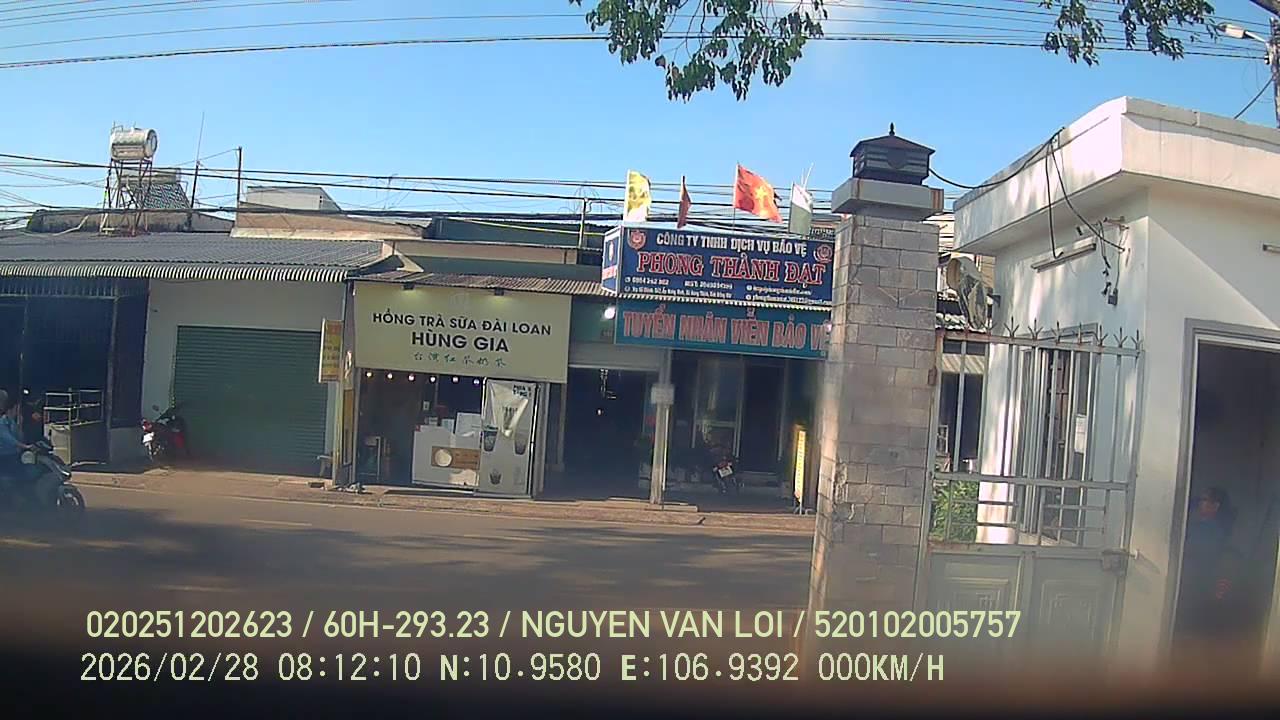 CÔNG TY TNHH DỊCH VỤ BẢO VỆ
PHONG THÀNH ĐẠT
TUYỂN NHÂN VIÊN BẢO VỆ
HỒNG TRÀ SỮA ĐÀI LOAN
HÙNG GIA
台灣紅茶奶茶
020251202623 / 60H-293.23 / NGUYEN VAN LOI / 520102005757
2026/02/28 08:12:10 N:10.9580 E:106.9392 000KM/H